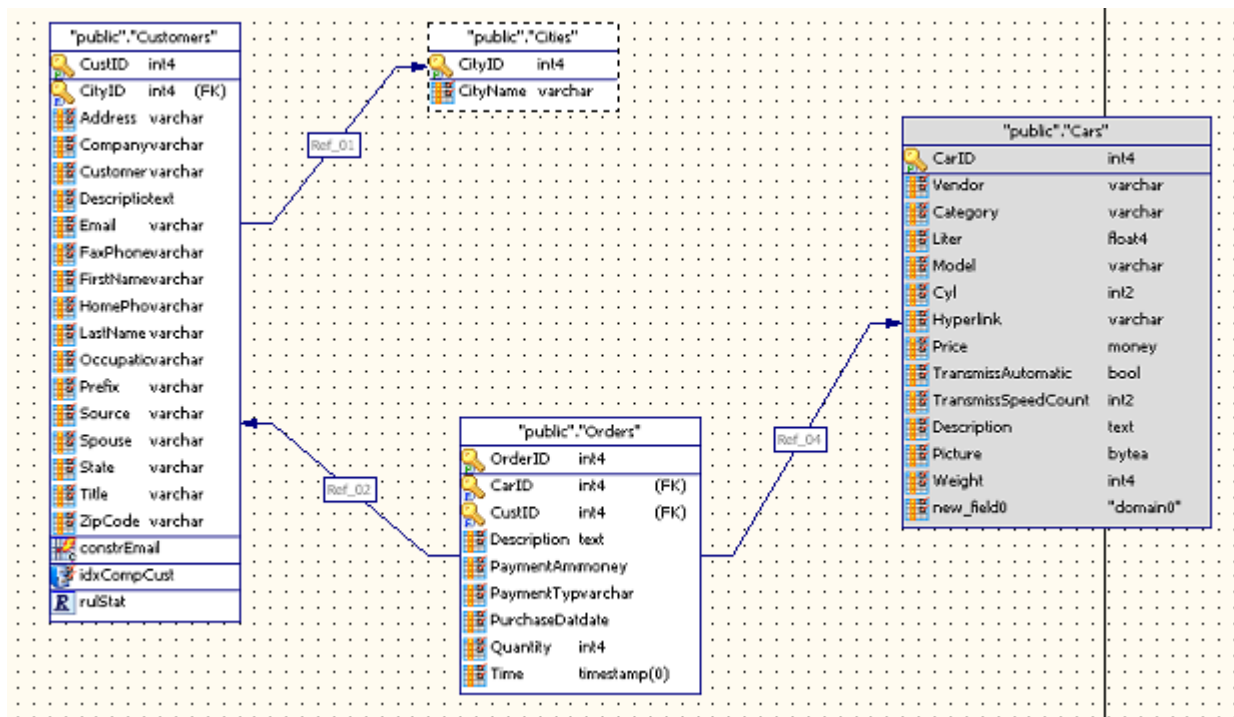 "public"."Customers"
CustID int4
CityID int4 (FK)
Address varchar
Companyvarchar
Customer varchar
Descriptiotext
Email varchar
FaxPhonevarchar
FirstNamevarchar
HomePhovarchar
LastName varchar
Occupaticvarchar
Prefix varchar
Source varchar
Spouse varchar
State varchar
Title varchar
ZipCode varchar
constrEmail
idxCompCust
R rulStat
"public"."Cities"
CityID int4
CityName varchar
Ref_01
"public"."Cars"
CarID int4
Vendor varchar
Category varchar
Liter float4
Model varchar
Cyl int2
Hyperlink varchar
Price money
TransmissAutomatic bool
TransmissSpeedCount int2
Description text
Picture bytea
Weight int4
new_field0 "domain0"
Ref_04
Ref_02
"public"."Orders"
OrderID int4
CarID int4 (FK)
CustID int4 (FK)
Description text
PaymentAmmoney
PaymentTypvarchar
PurchaseDatdate
Quantity int4
Time timestamp(0)